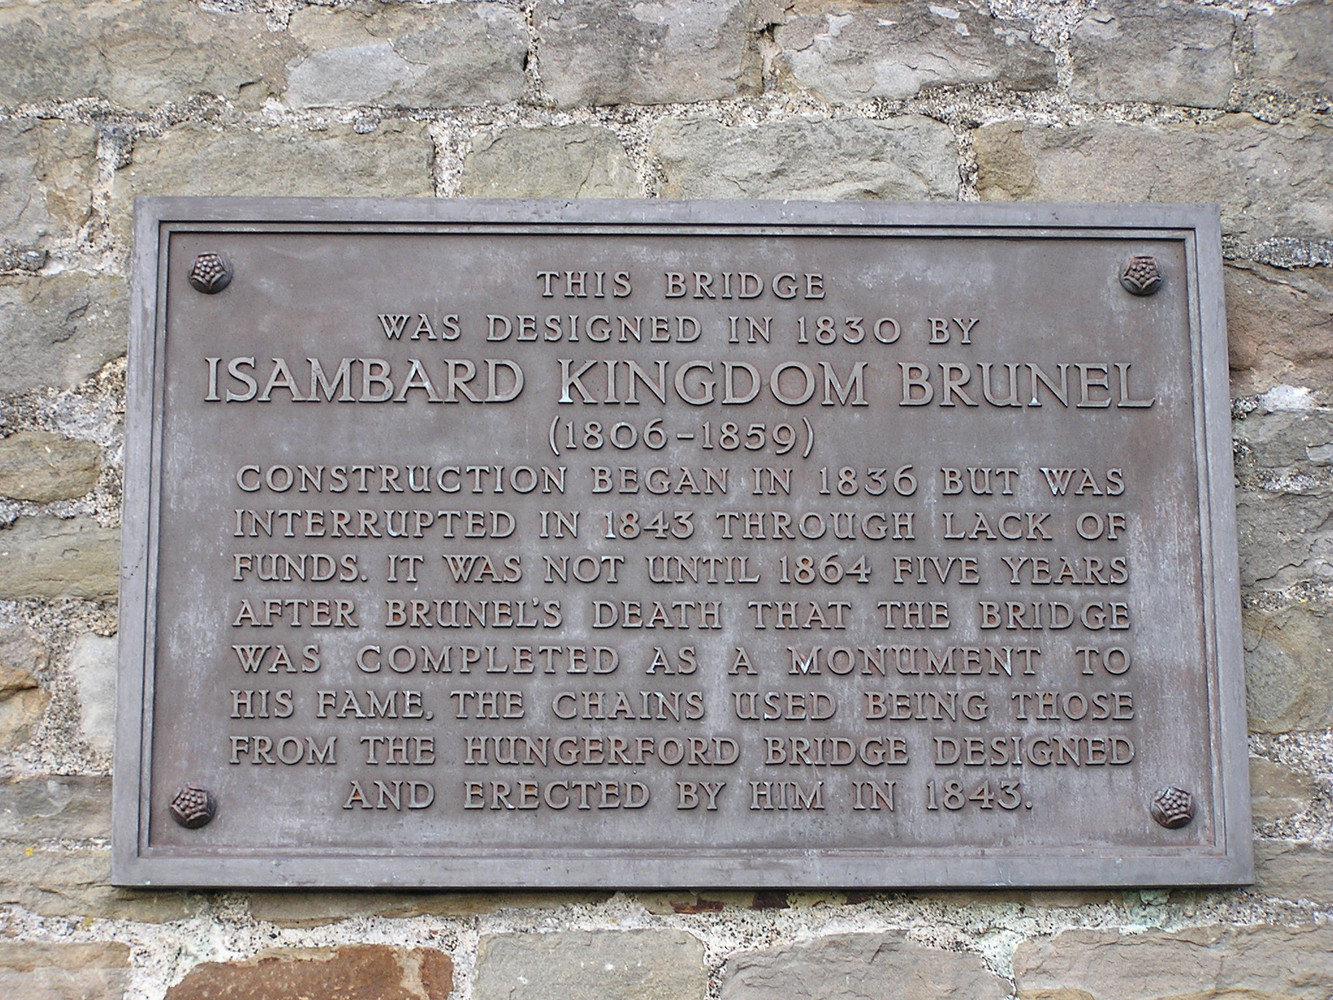 THIS BRIDGE
WAS DESIGNED IN 1830 BY
ISAMBARD KINGDOM BRUNEL
(1806-1859)
CONSTRUCTION BEGAN IN 1836 BUT WAS
INTERRUPTED IN 1843 THROUGH LACK OF
FUNDS. IT WAS NOT UNTIL 1864 FIVE YEARS
AFTER BRUNEL'S DEATH THAT THE BRIDGE
WAS COMPLETED AS A MONUMENT TO
HIS FAME, THE CHAINS USED BEING THOSE
FROM THE HUNGERFORD BRIDGE DESIGNED
AND ERECTED BY HIM IN 1843.